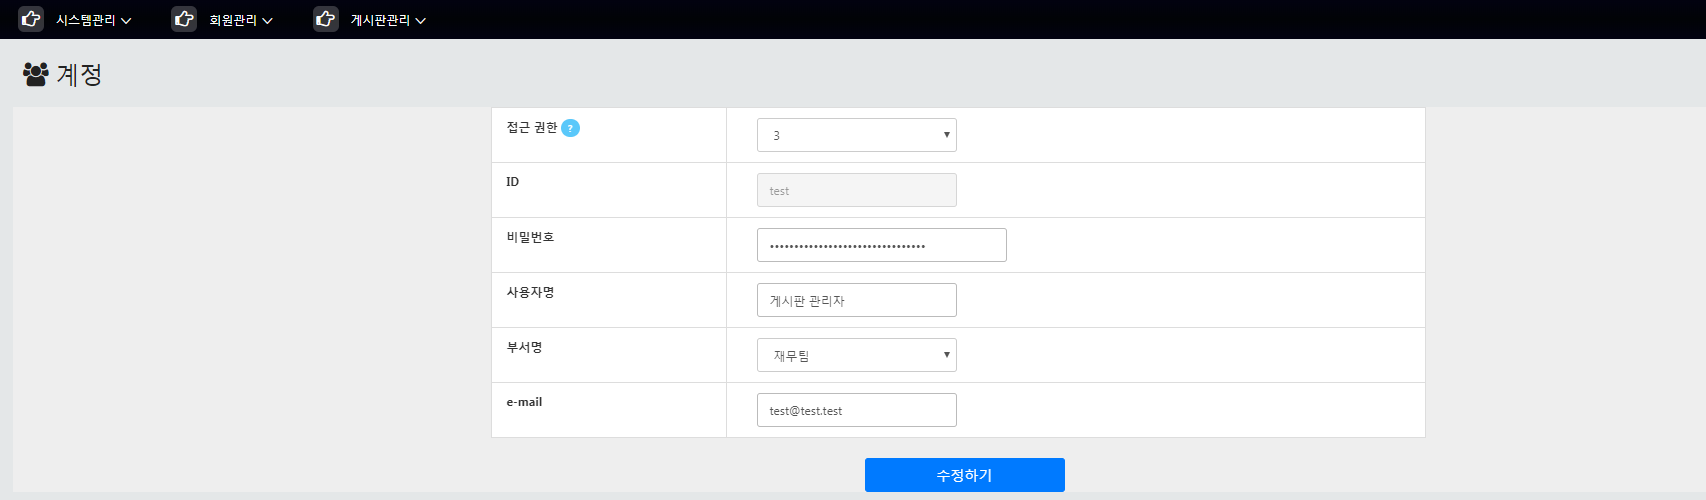 시스템관리 회원관리 게시판관리
계정
접근 권한 ? 3
ID test
비밀번호 ••••••••••••••••••••••••••••••••
사용자명 게시판 관리자
부서명 재무팀
e-mail test@test.test
수정하기